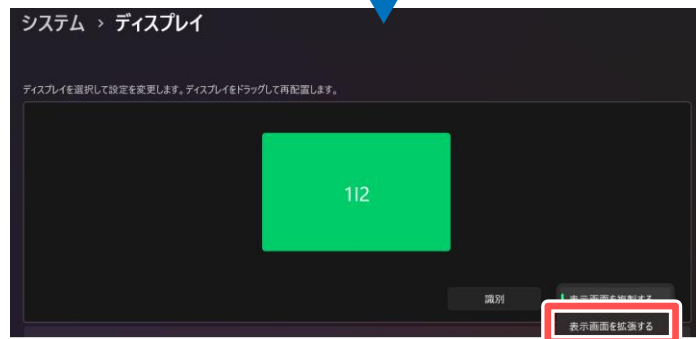 システム › ディスプレイ
ディスプレイを選択して設定を変更します。ディスプレイをドラッグして再配置します。
1|2
識別
表示画面を複製する
表示画面を拡張する